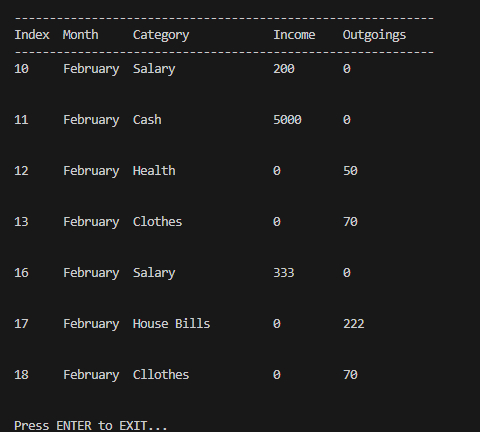 ------------------------------------------------------------
Index  Month     Category            Income    Outgoings
------------------------------------------------------------
10     February  Salary              200       0
11     February  Cash                5000      0
12     February  Health              0         50
13     February  Clothes             0         70
16     February  Salary              333       0
17     February  House Bills         0         222
18     February  Cllothes            0         70
Press ENTER to EXIT...